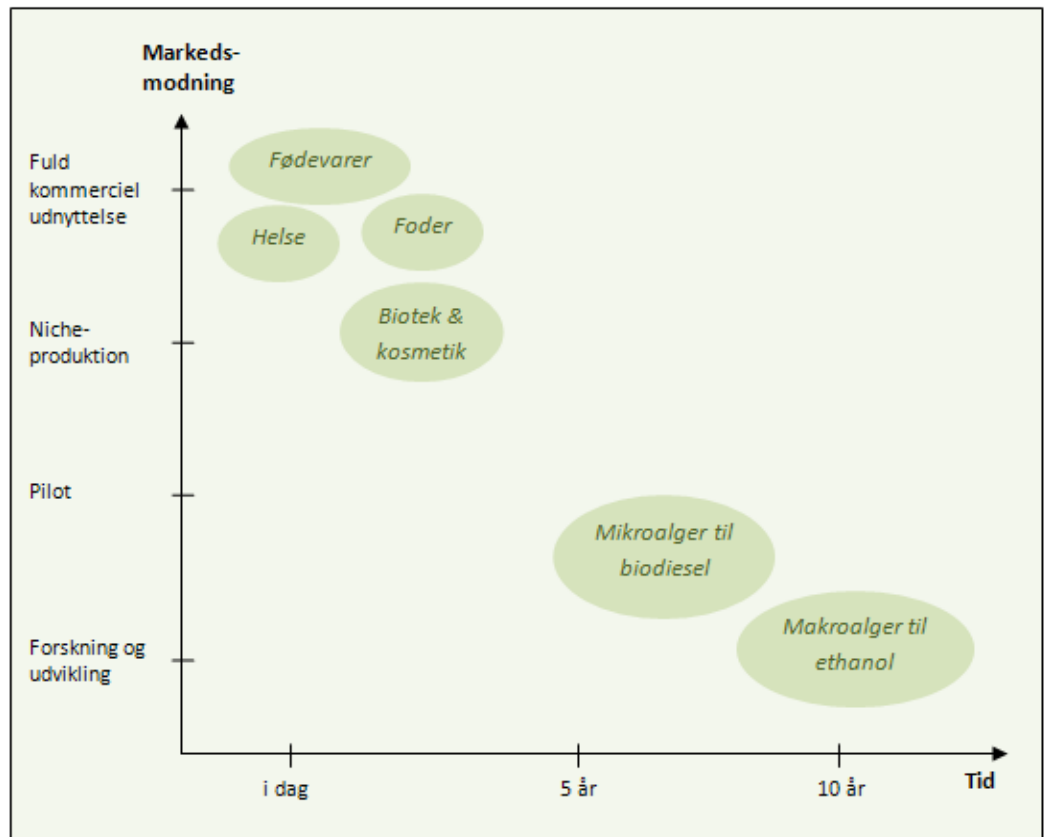 Markeds-
modning
Fuld
kommerciel
udnyttelse
Niche-
produktion
Pilot
Forskning og
udvikling
Fødevarer
Helse
Foder
Biotek &
kosmetik
Mikroalger til
biodiesel
Makroalger til
ethanol
i dag
5 år
10 år
Tid